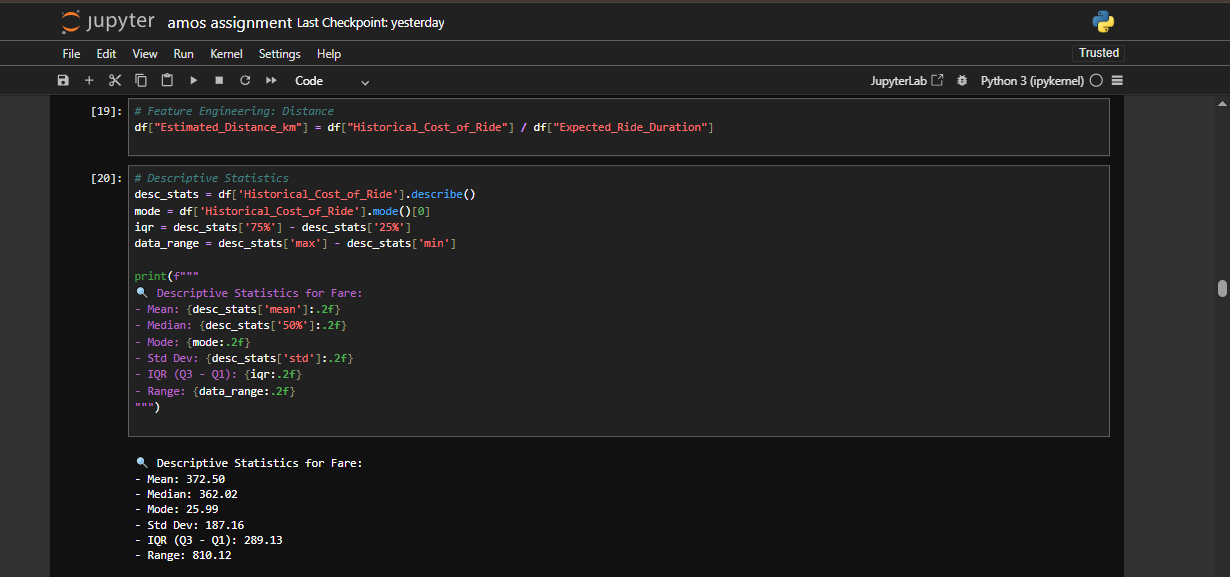 jupyter amos assignment Last Checkpoint: yesterday
File Edit View Run Kernel Settings Help Trusted
Code JupyterLab Python 3 (ipykernel)
[19]: # Feature Engineering: Distance
df["Estimated_Distance_km"] = df["Historical_Cost_of_Ride"] / df["Expected_Ride_Duration"]
[20]: # Descriptive Statistics
desc_stats = df['Historical_Cost_of_Ride'].describe()
mode = df['Historical_Cost_of_Ride'].mode()[0]
iqr = desc_stats['75%'] - desc_stats['25%']
data_range = desc_stats['max'] - desc_stats['min']
print(f"""
🔍 Descriptive Statistics for Fare:
- Mean: {desc_stats['mean']:.2f}
- Median: {desc_stats['50%']:.2f}
- Mode: {mode:.2f}
- Std Dev: {desc_stats['std']:.2f}
- IQR (Q3 - Q1): {iqr:.2f}
- Range: {data_range:.2f}
""")
🔍 Descriptive Statistics for Fare:
- Mean: 372.50
- Median: 362.02
- Mode: 25.99
- Std Dev: 187.16
- IQR (Q3 - Q1): 289.13
- Range: 810.12